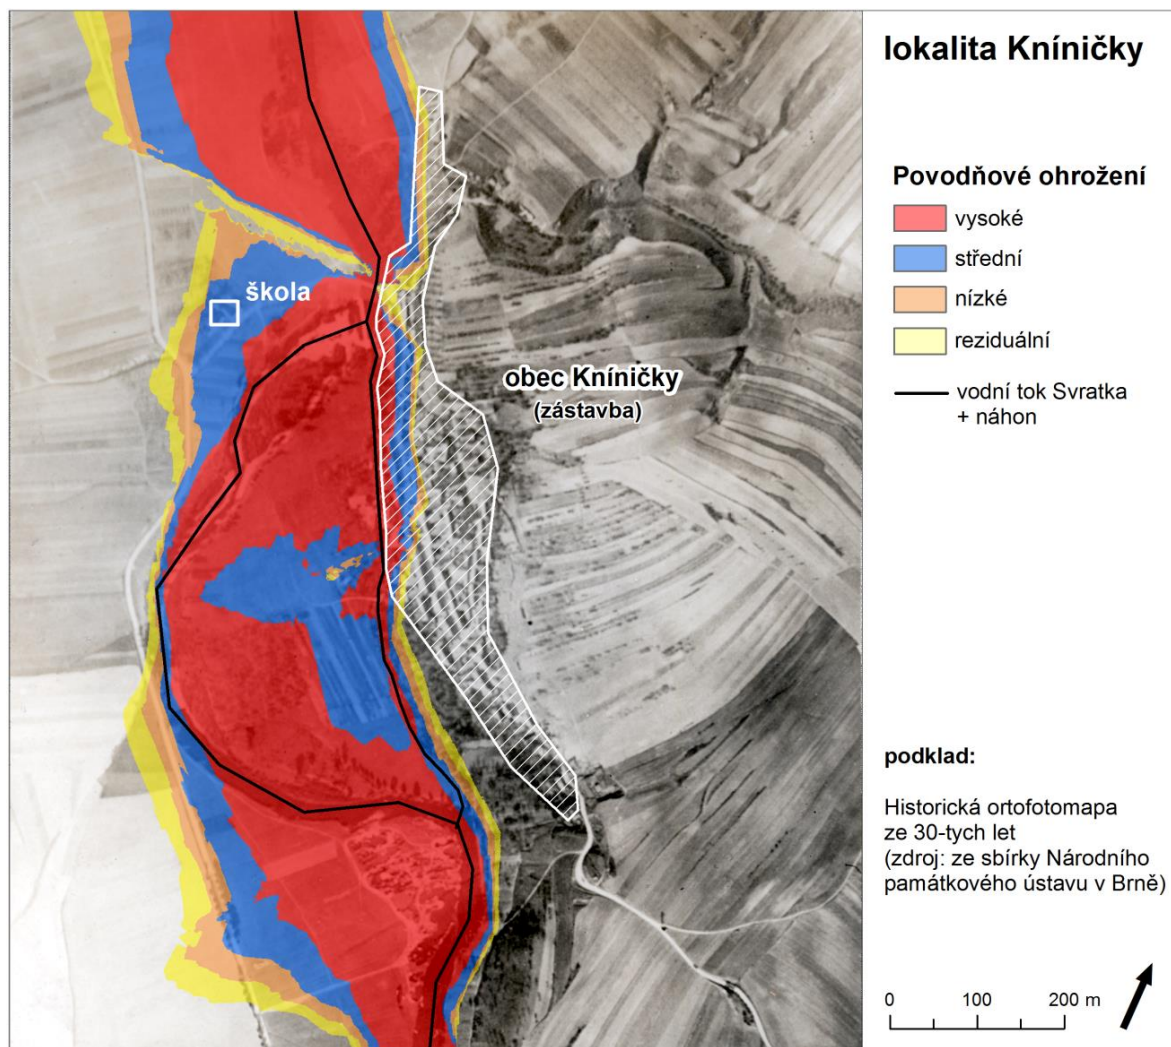 lokalita Kníničky
Povodňové ohrožení
vysoké
střední
nízké
reziduální
vodní tok Svratka
+ náhon
škola
obec Kníničky
(zástavba)
podklad:
Historická ortofotomapa
ze 30-tych let
(zdroj: ze sbírky Národního
památkového ústavu v Brně)
0 100 200 m